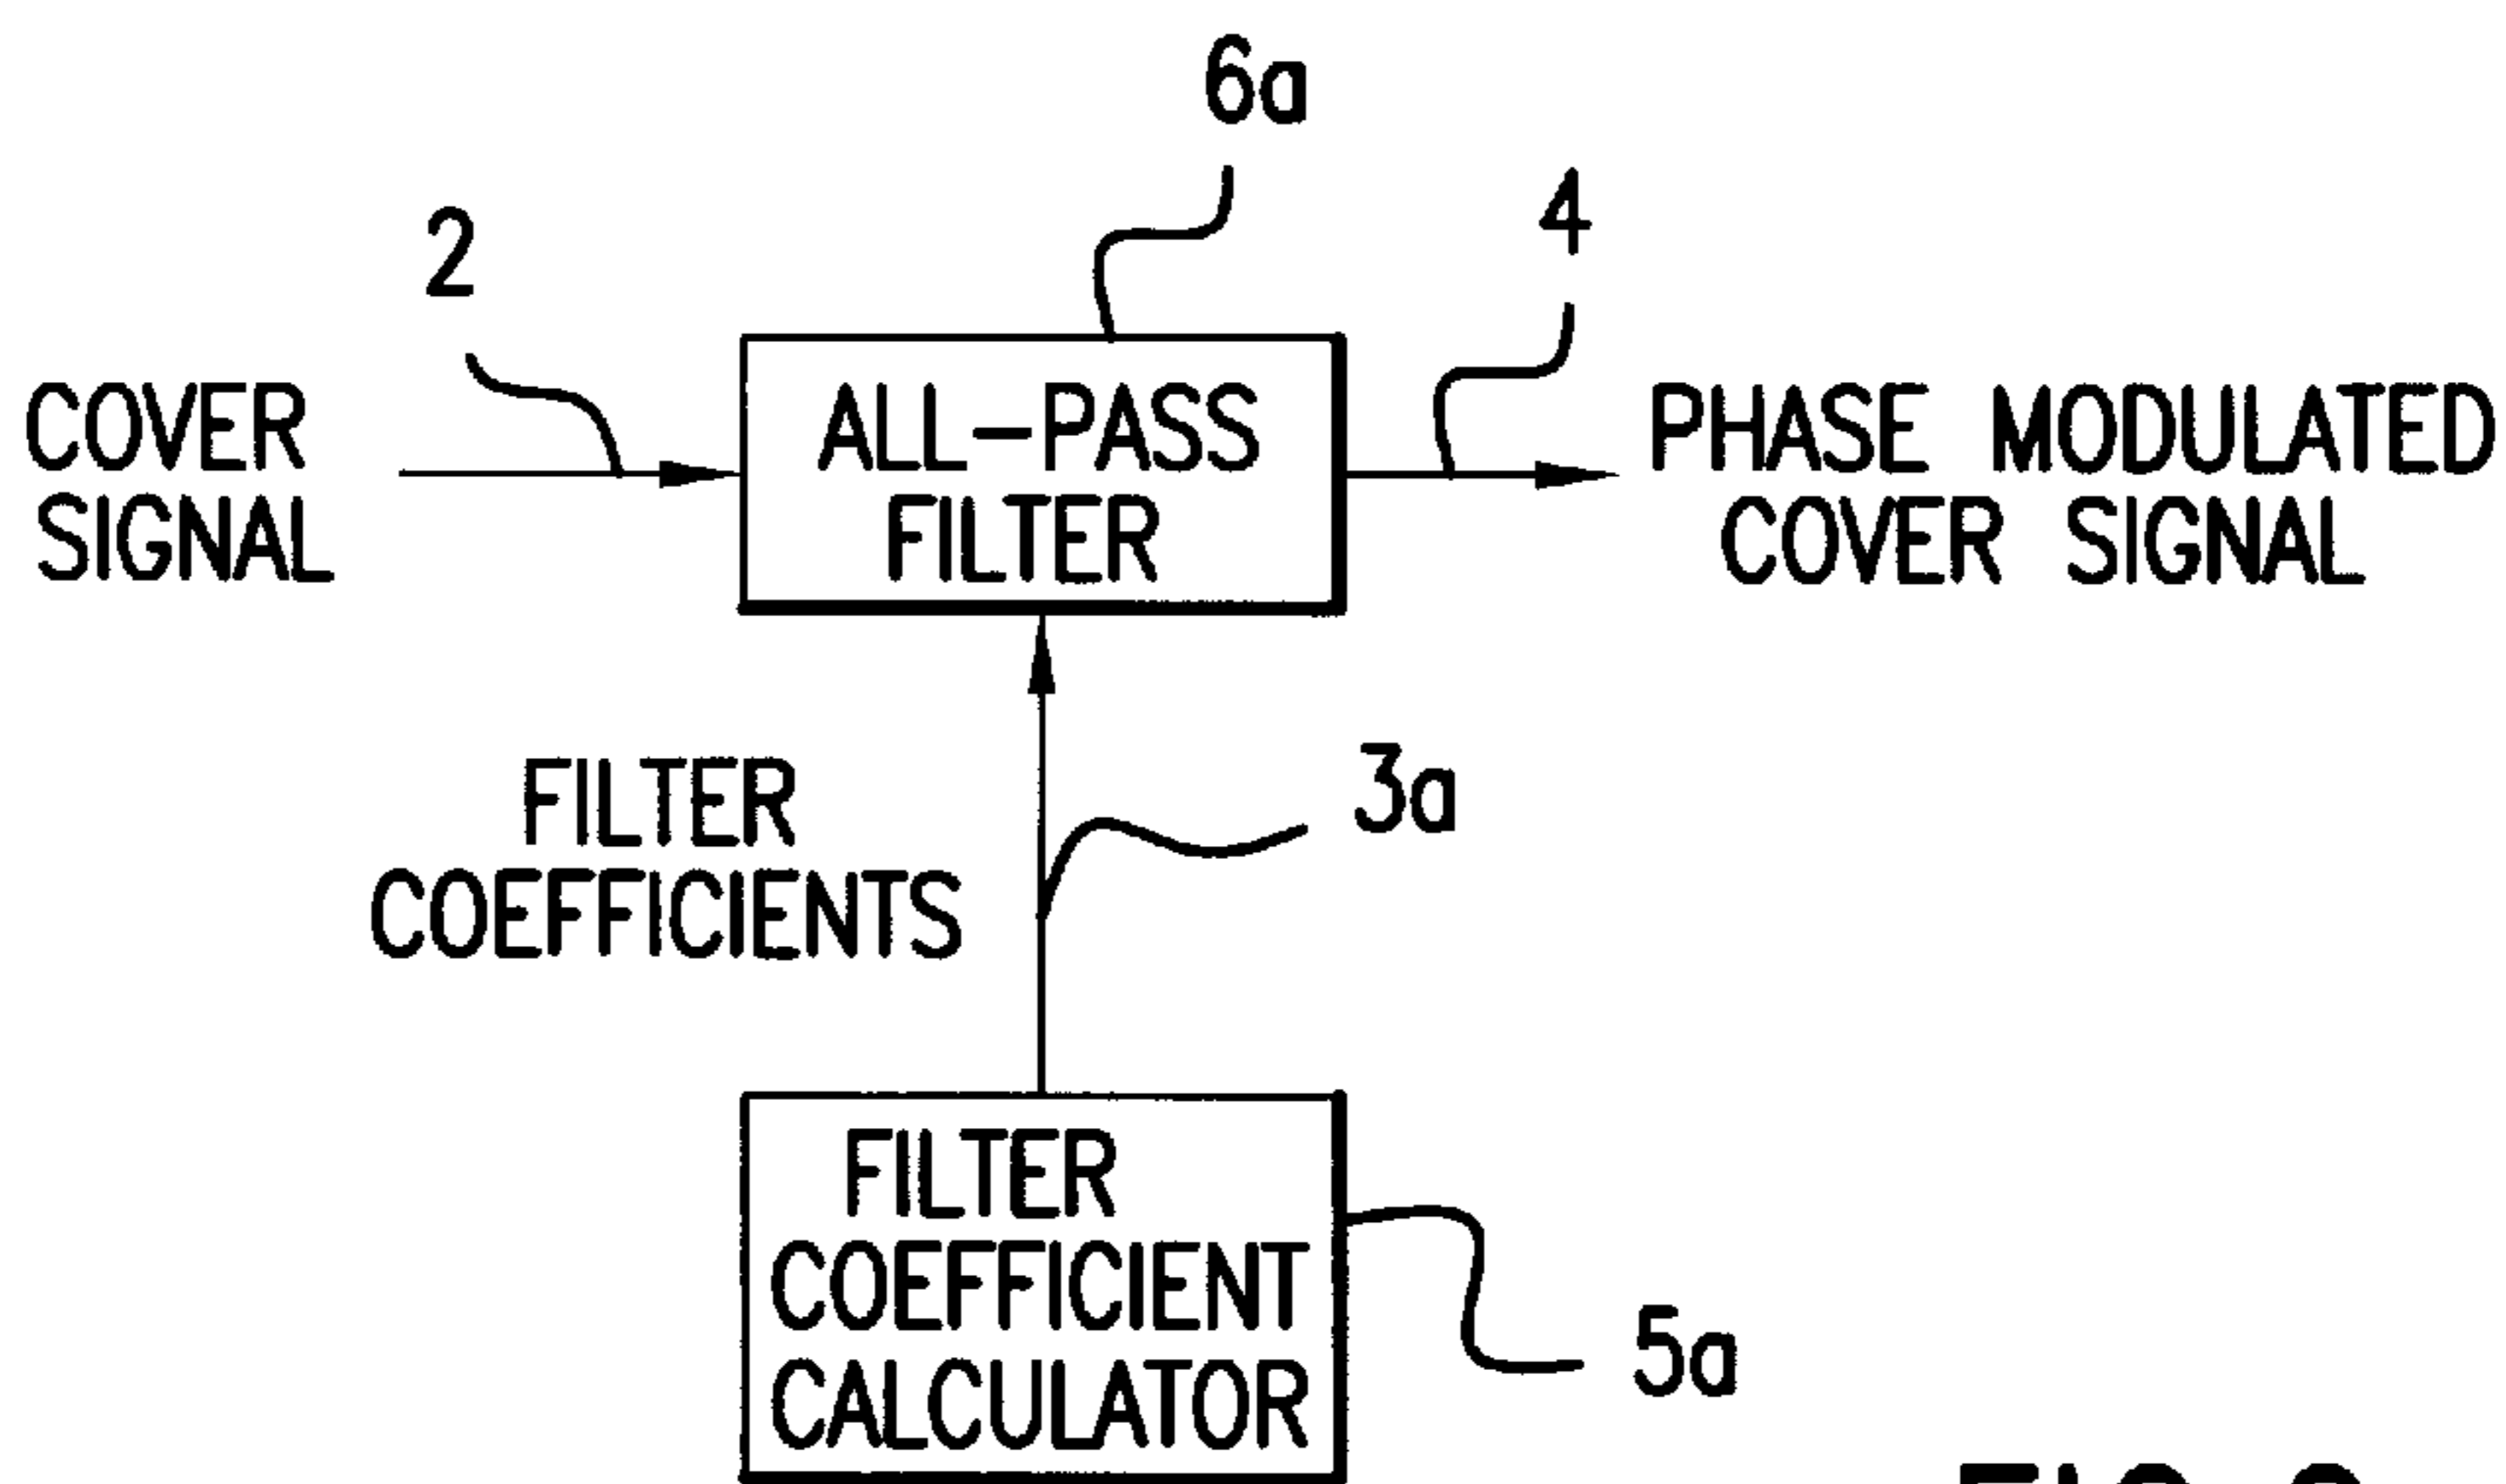 6a
4
2
COVER
SIGNAL
ALL-PASS
FILTER
PHASE MODULATED
COVER SIGNAL
FILTER
COEFFICIENTS
3a
FILTER
COEFFICIENT
CALCULATOR
5a